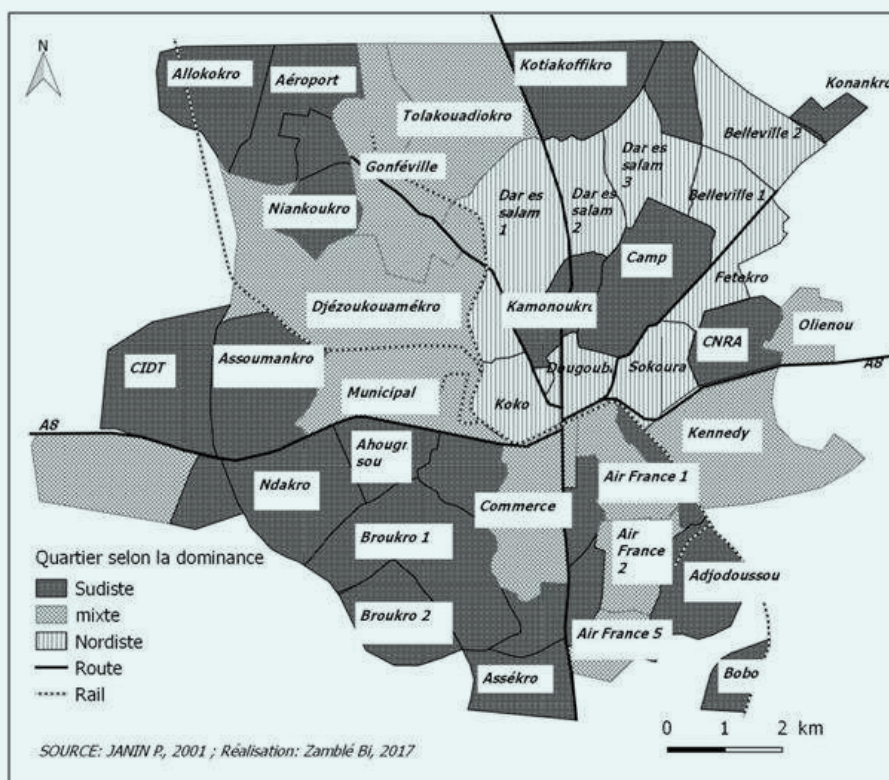 N
Allokokro
Aéroport
Kotiakoffikro
Konankro
Tolakouadiokro
Belleville 2
Gonféville
Dar es
salam
3
Niankoukro
Dar es
salam
1
Dar es
salam
2
Belleville 1
Camp
Fetekro
Djézoukouamékro
Kamonoukro
Olienou
CIDT
Assoumankro
CNRA
Dougouba
Sokoura
A8
Municipal
Koko
A8
Kennedy
Ahougn
sou
Ndakro
Air France 1
Commerce
Broukro 1
Air
France
2
Quartier selon la dominance
Adjodoussou
Sudiste
mixte
Broukro 2
Nordiste
Air France 5
Route
Assékro
Bobo
Rail
0 1 2 km
SOURCE: JANIN P., 2001 ; Réalisation: Zamblé Bi, 2017